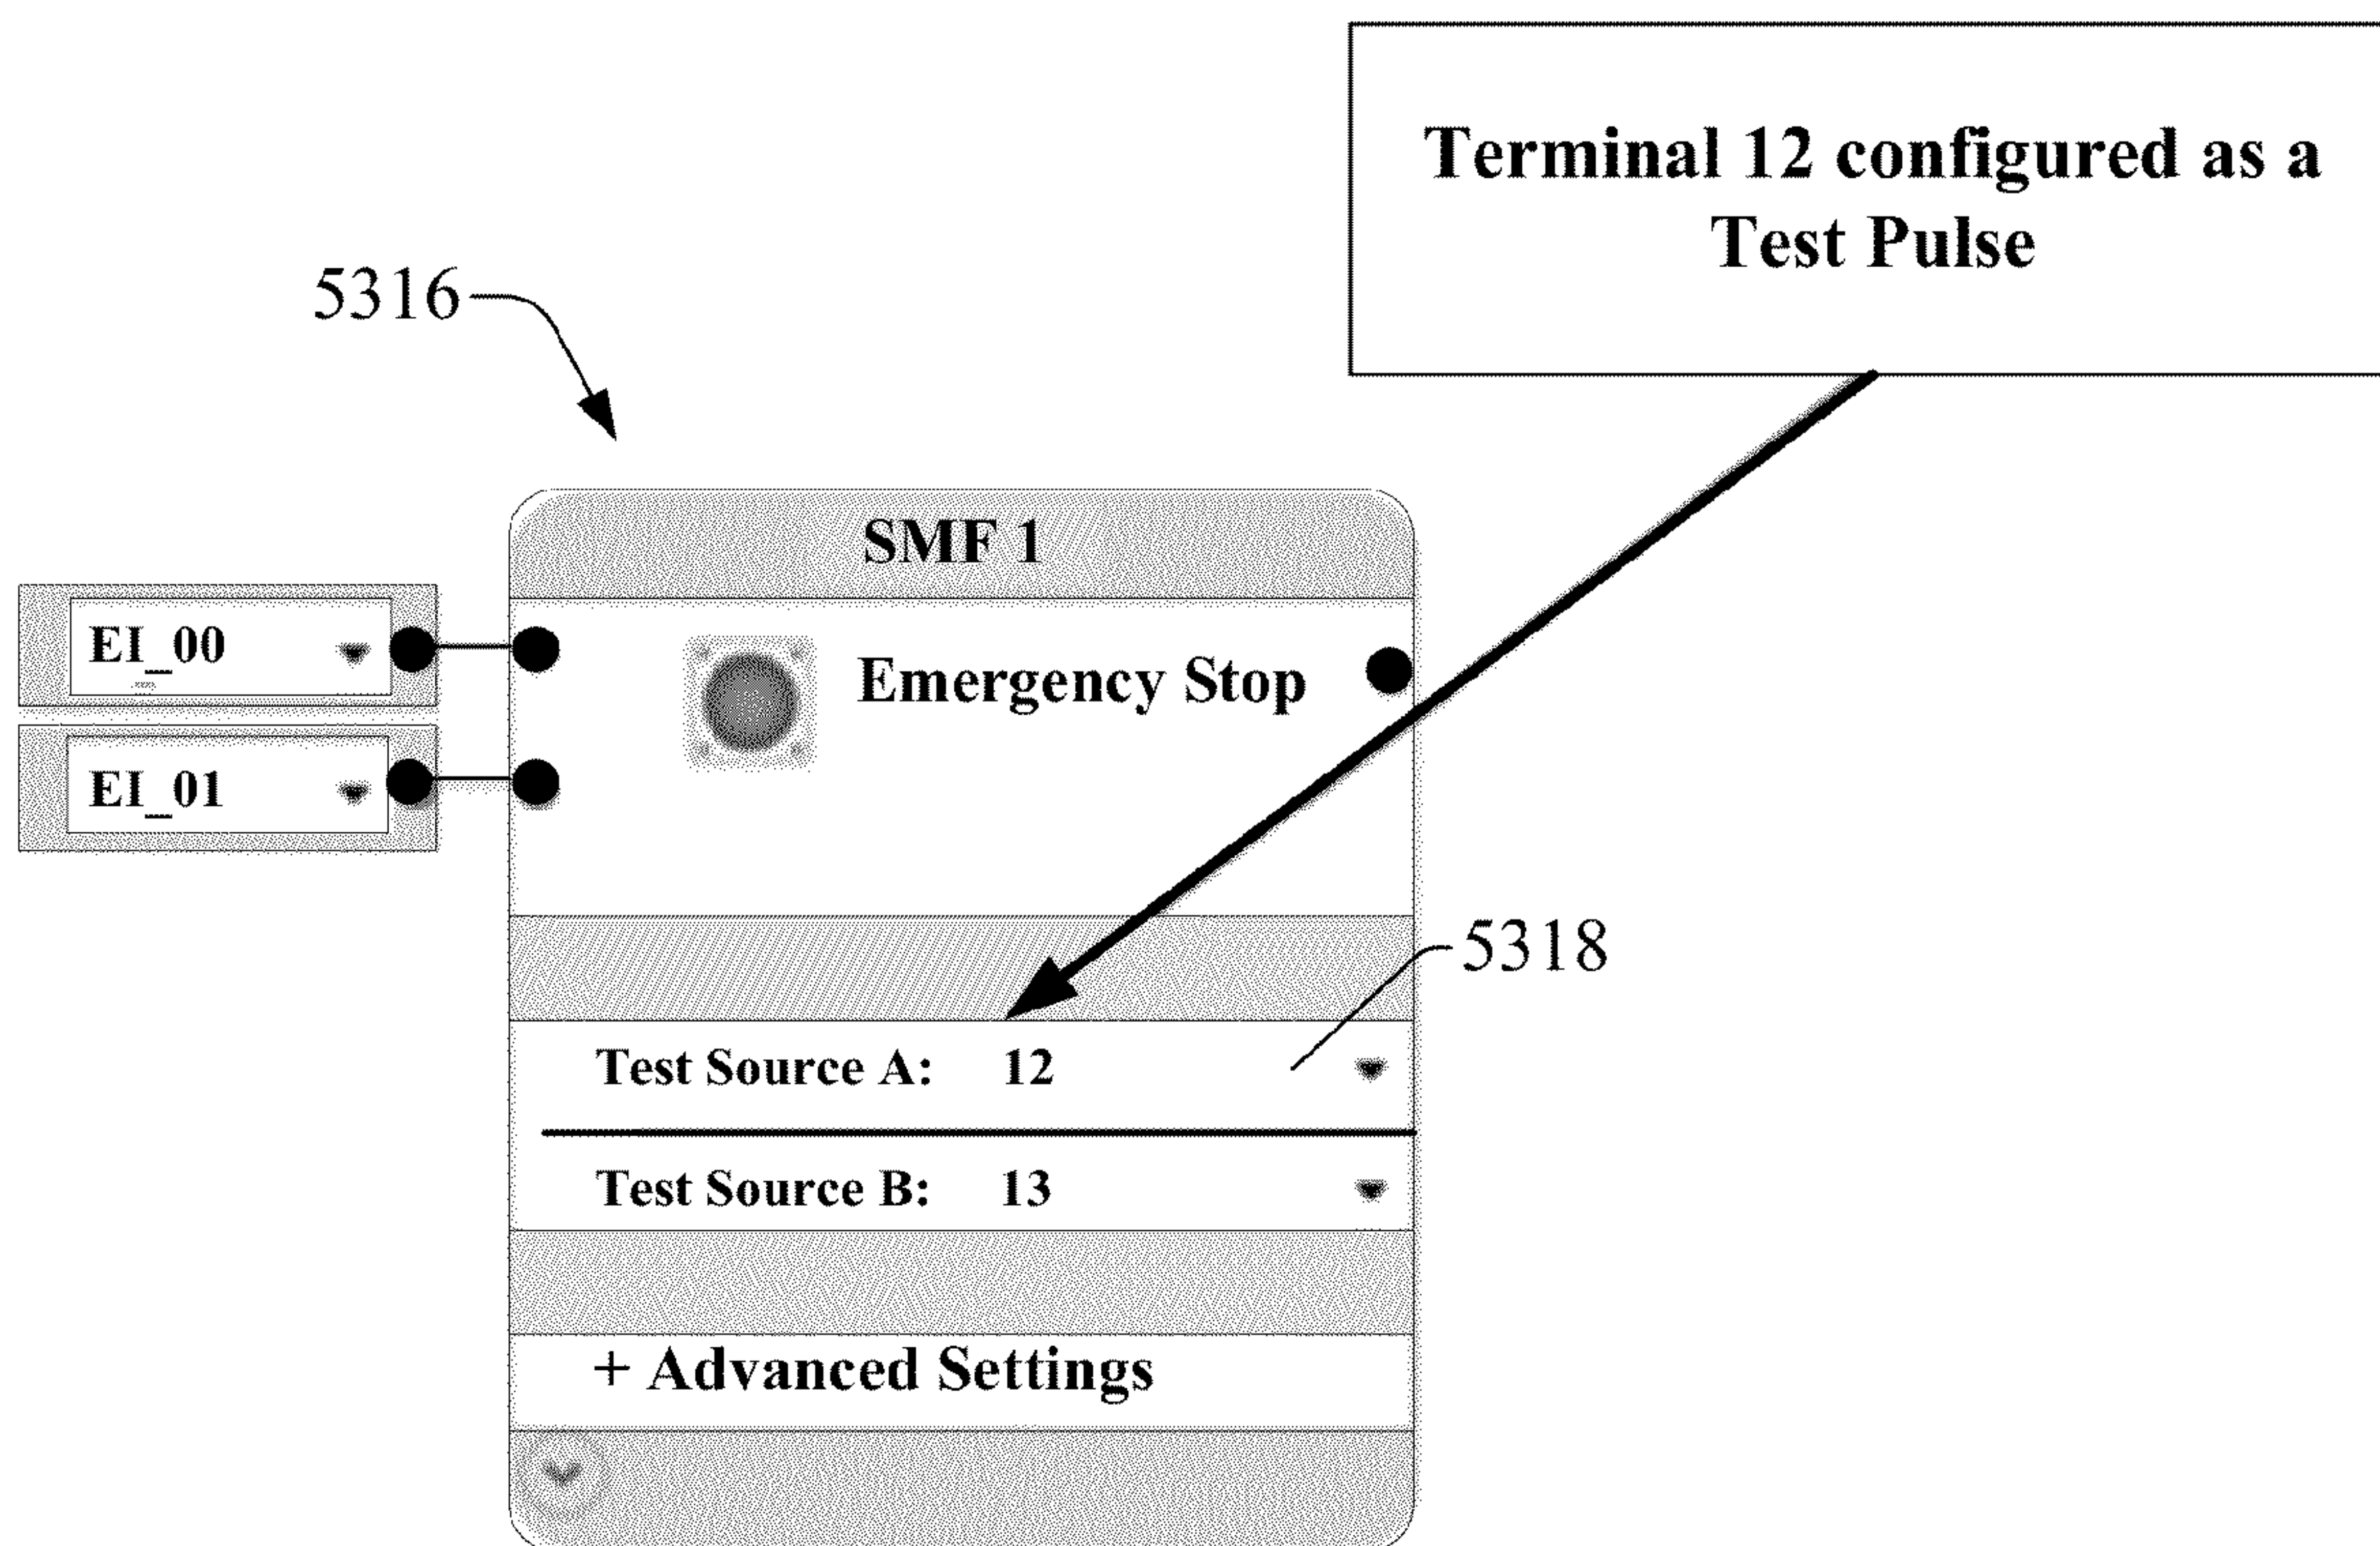 Terminal 12 configured as a
Test Pulse
5316
SMF 1
EI_00
Emergency Stop
EI_01
5318
Test Source A: 12
Test Source B: 13
+ Advanced Settings